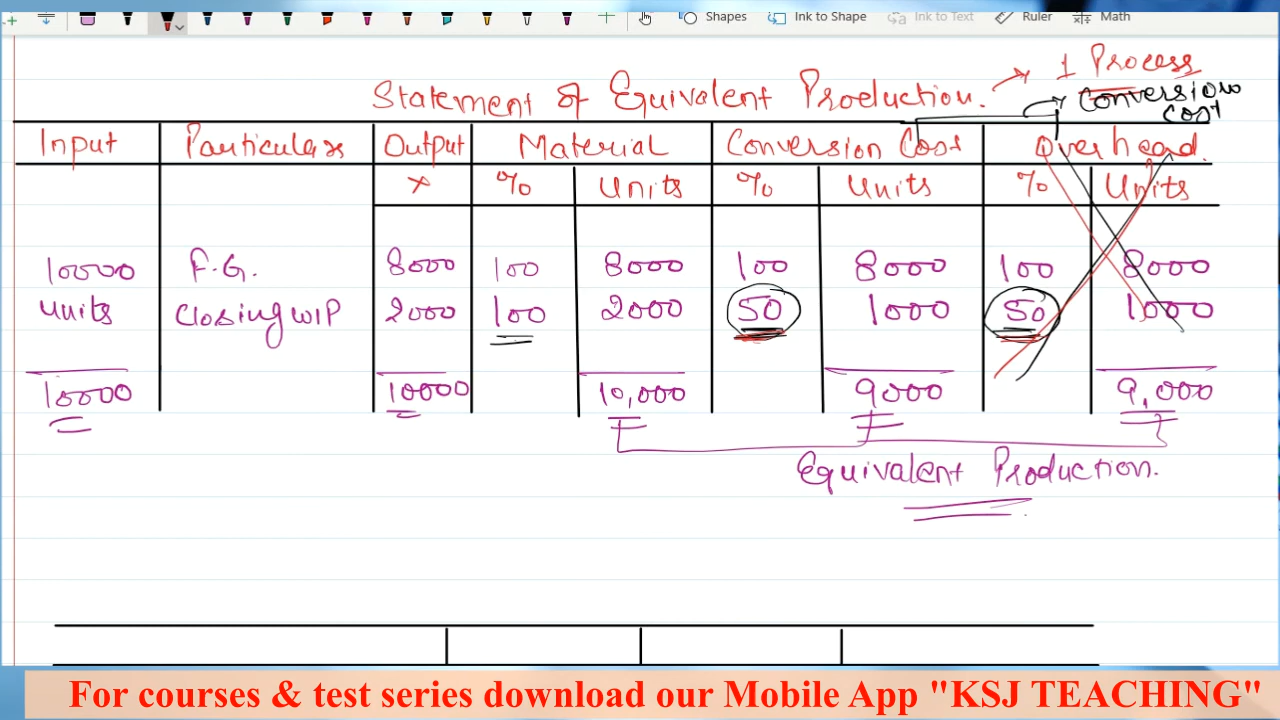 Shapes Ink to Shape Ink to Text Ruler Math
Statement of Equivalent Production. → 1 Process
Conversion
Cost
Input Particulars Output Material Conversion Cost Overhead.
x % Units % Units % Units
10000 F.G. 8000 100 8000 100 8000 100 8000
Units Closing WIP 2000 100 2000 50 1000 50 1000
10000 10000 10,000 9000 9,000
Equivalent Production.
For courses & test series download our Mobile App "KSJ TEACHING"